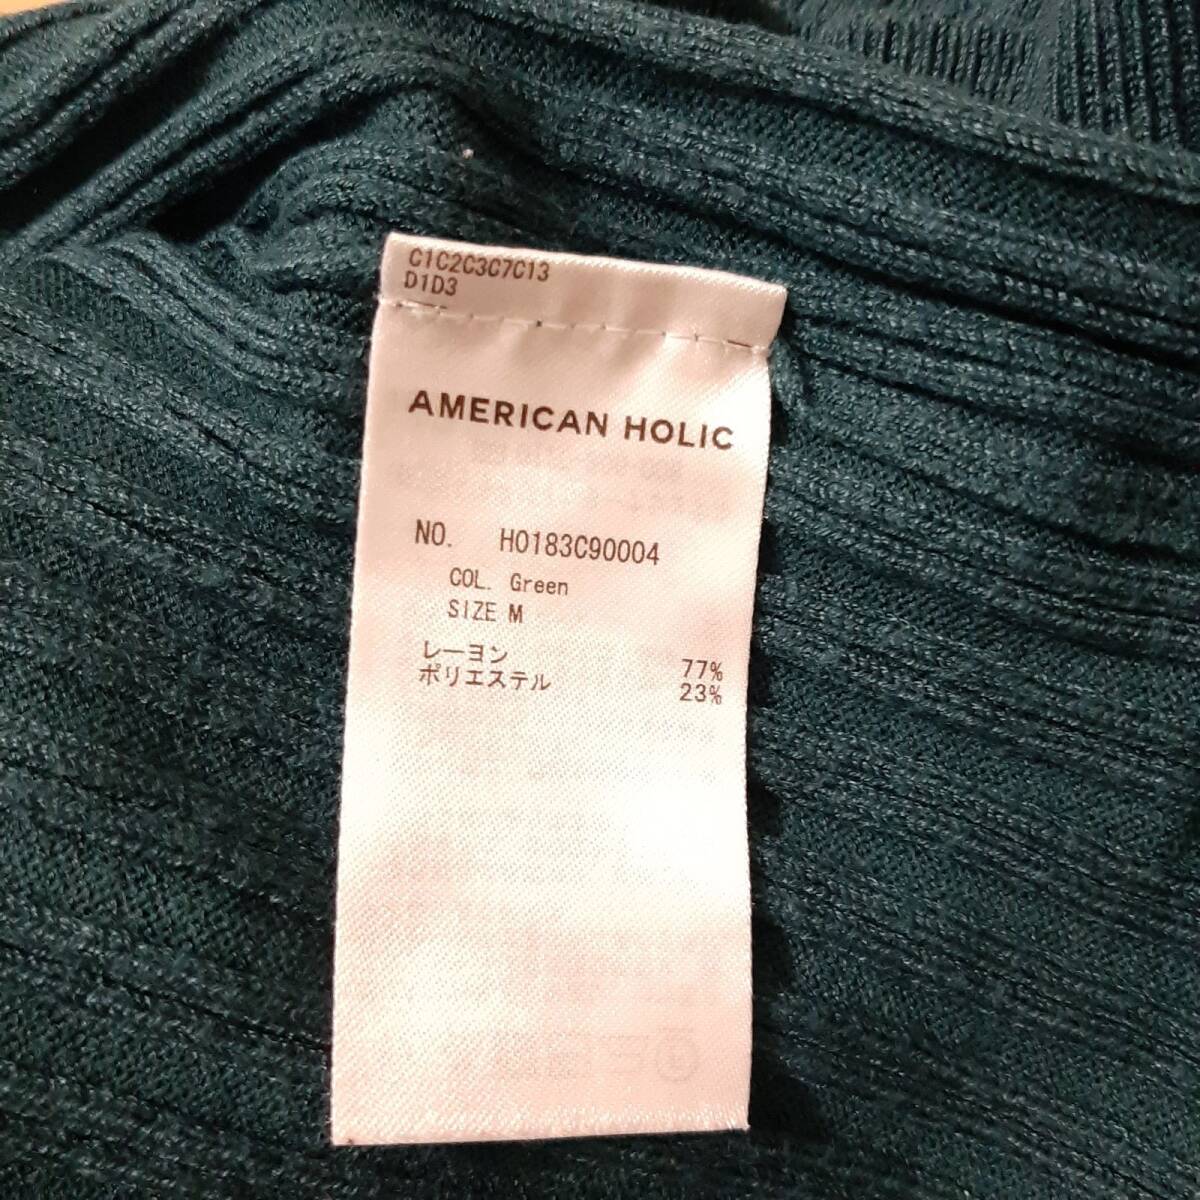 C1C2C3C7C13
D1D3
AMERICAN HOLIC
NO. H0183C90004
COL. Green
SIZE M
レーヨン 77%
ポリエステル 23%